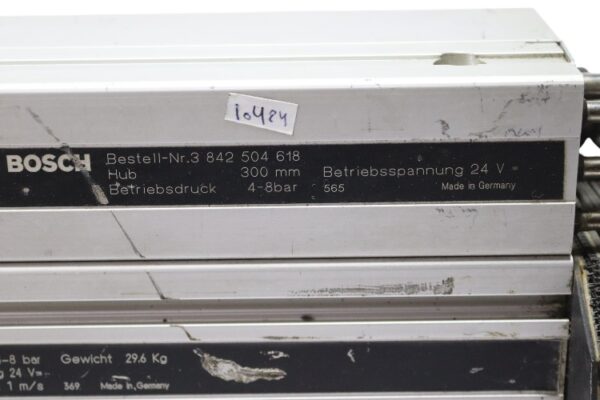 10484
BOSCH Bestell-Nr.3 842 504 618
Hub 300 mm Betriebsspannung 24 V
Betriebsdruck 4-8bar 565 Made in Germany
-8 bar Gewicht 29.6 Kg
24 V=
1 m/s 369 Made in Germany